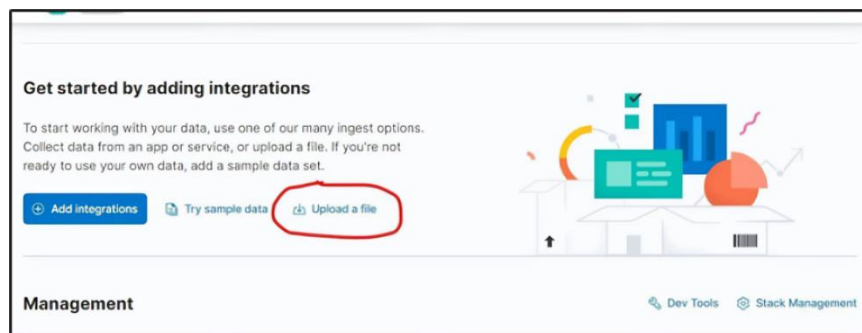 Get started by adding integrations
To start working with your data, use one of our many ingest options.
Collect data from an app or service, or upload a file. If you're not
ready to use your own data, add a sample data set.
Add integrations Try sample data Upload a file
Management Dev Tools Stack Management